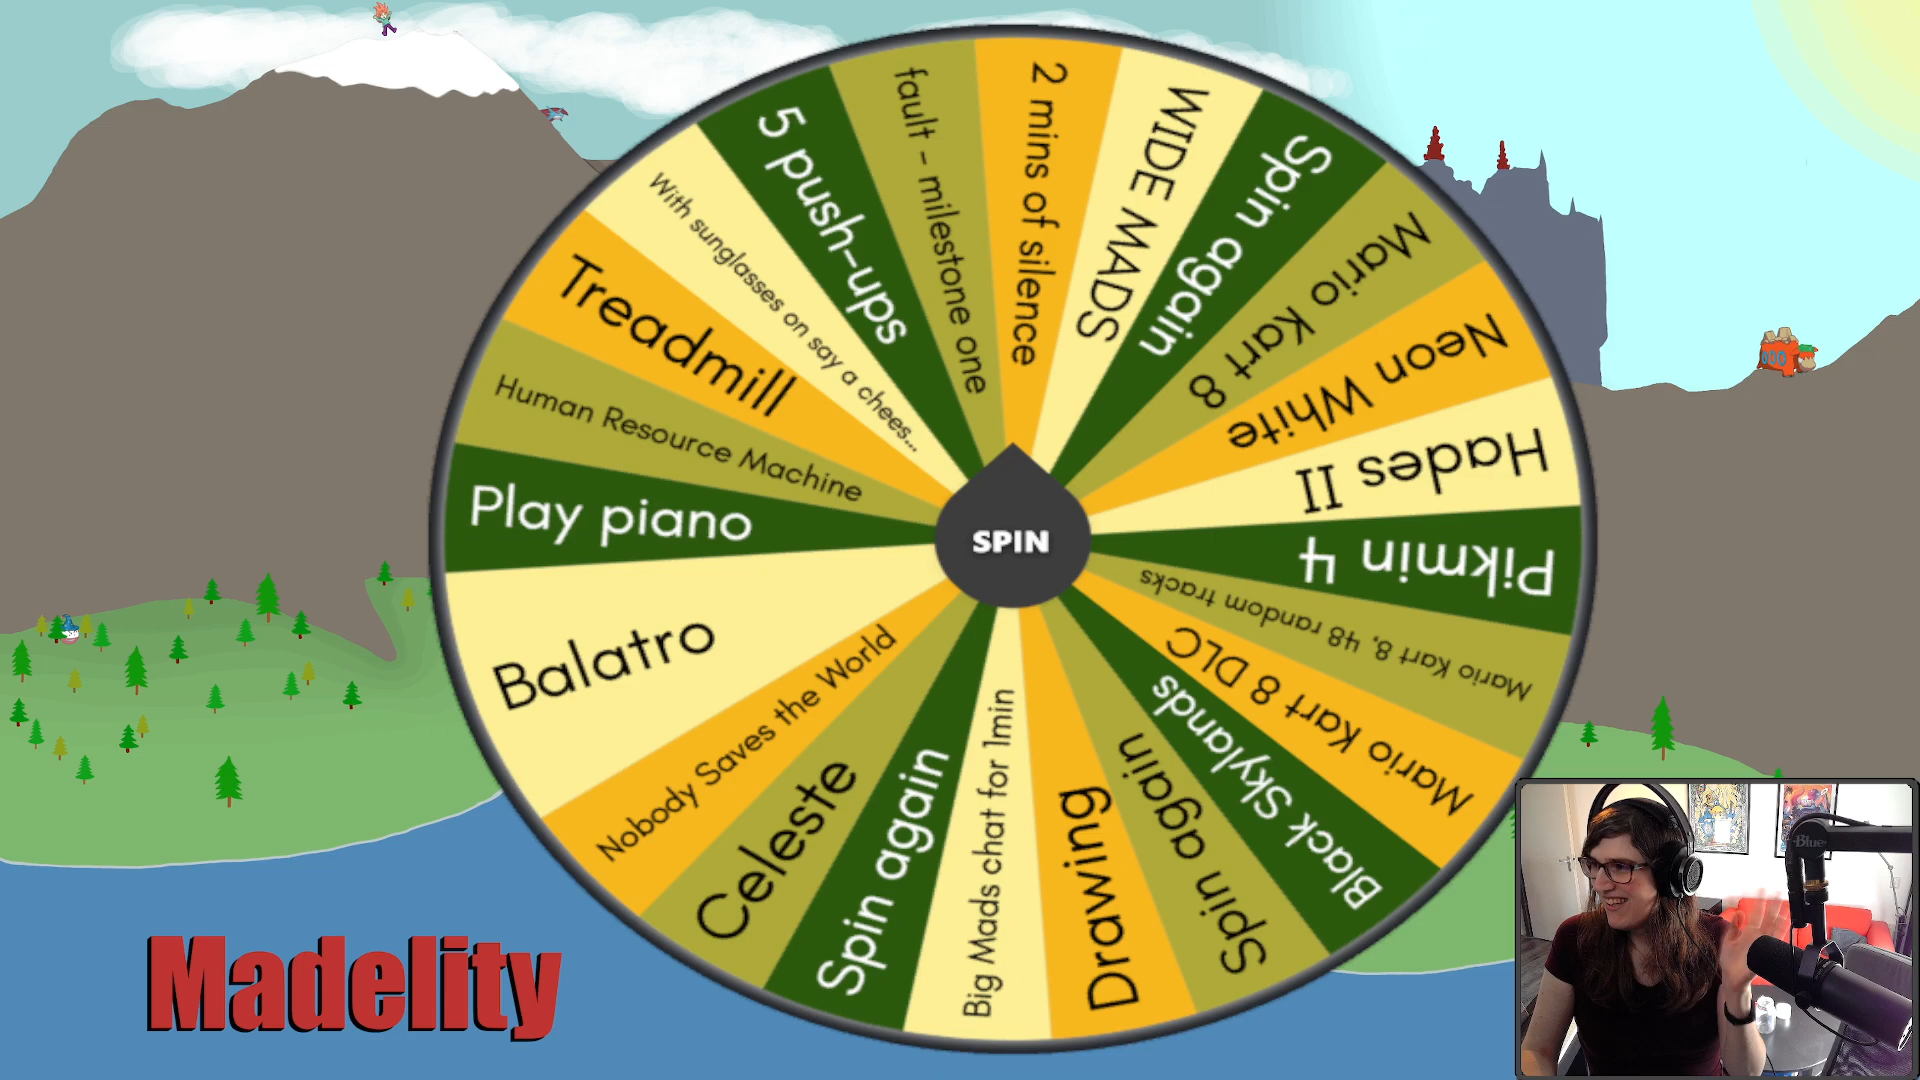 2 mins of silence
WIDE MADS
Spin again
Mario Kart 8
Neon White
Hades II
Pikmin 4
Mario Kart 8, 48 random tracks
Mario Kart 8 DLC
Black Skylands
Spin again
Drawing
Big Mads chat for 1min
Spin again
Celeste
Nobody Saves the World
Balatro
Play piano
Human Resource Machine
Treadmill
With sunglasses on say a chees...
5 push-ups
fault - milestone one
SPIN
Madelity
Blue